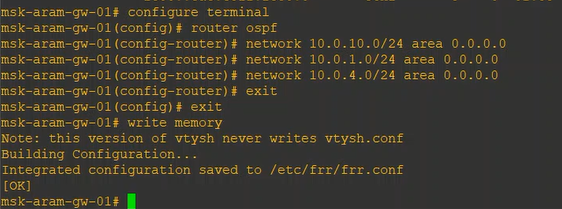 msk-aram-gw-01# configure terminal
msk-aram-gw-01(config)# router ospf
msk-aram-gw-01(config-router)# network 10.0.10.0/24 area 0.0.0.0
msk-aram-gw-01(config-router)# network 10.0.1.0/24 area 0.0.0.0
msk-aram-gw-01(config-router)# network 10.0.4.0/24 area 0.0.0.0
msk-aram-gw-01(config-router)# exit
msk-aram-gw-01(config)# exit
msk-aram-gw-01# write memory
Note: this version of vtysh never writes vtysh.conf
Building Configuration...
Integrated configuration saved to /etc/frr/frr.conf
[OK]
msk-aram-gw-01#